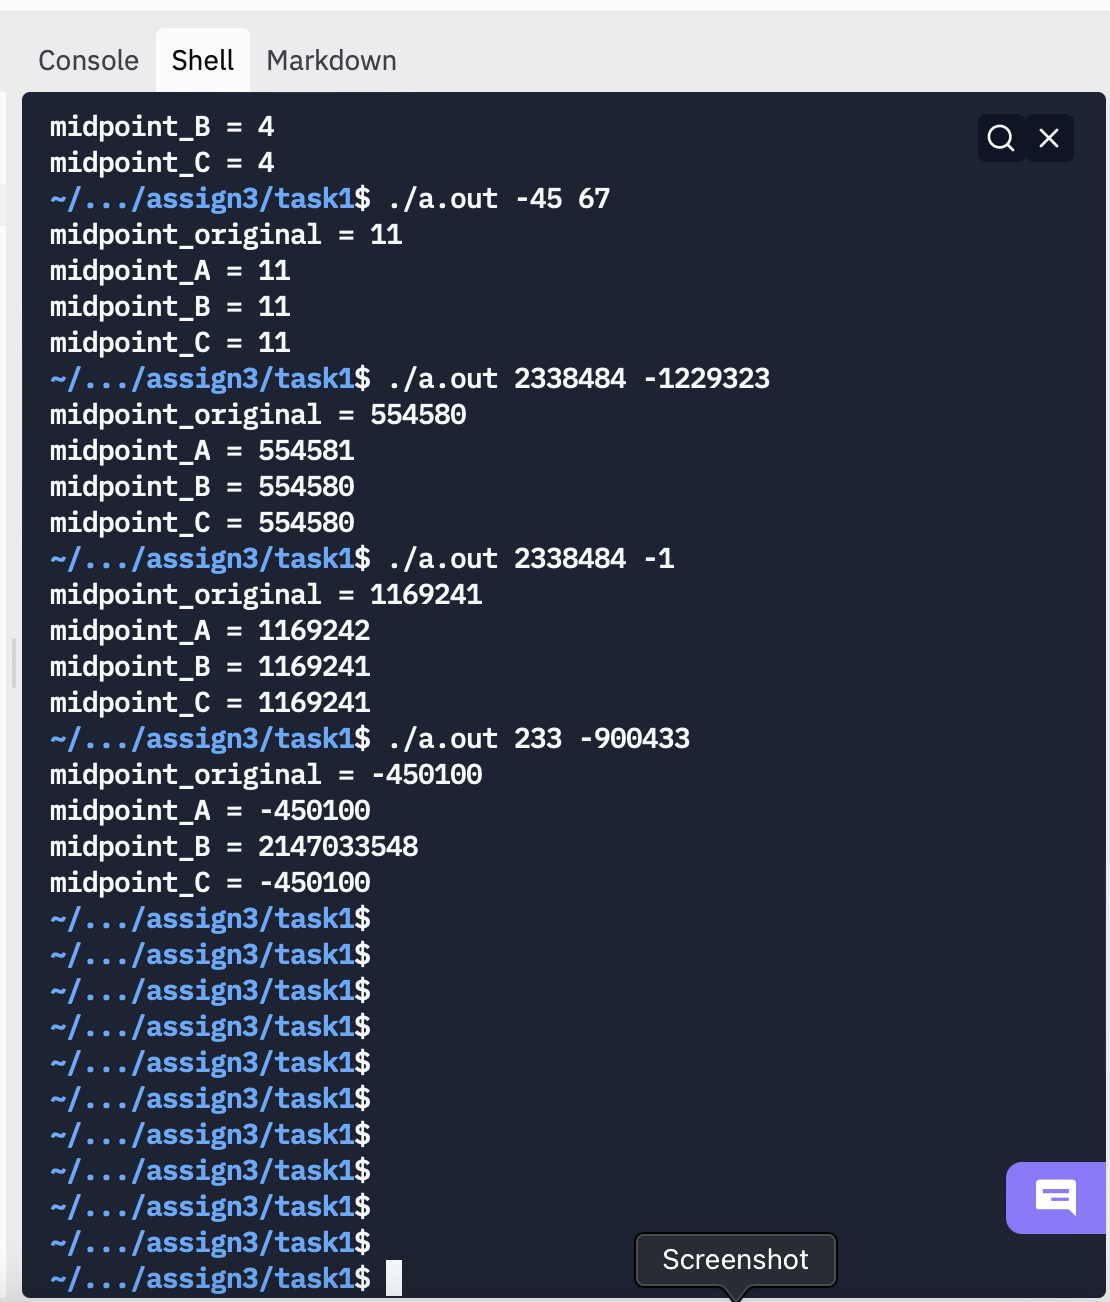 Console Shell Markdown
midpoint_B = 4
midpoint_C = 4
~/.../assign3/task1$ ./a.out -45 67
midpoint_original = 11
midpoint_A = 11
midpoint_B = 11
midpoint_C = 11
~/.../assign3/task1$ ./a.out 2338484 -1229323
midpoint_original = 554580
midpoint_A = 554581
midpoint_B = 554580
midpoint_C = 554580
~/.../assign3/task1$ ./a.out 2338484 -1
midpoint_original = 1169241
midpoint_A = 1169242
midpoint_B = 1169241
midpoint_C = 1169241
~/.../assign3/task1$ ./a.out 233 -900433
midpoint_original = -450100
midpoint_A = -450100
midpoint_B = 2147033548
midpoint_C = -450100
~/.../assign3/task1$
~/.../assign3/task1$
~/.../assign3/task1$
~/.../assign3/task1$
~/.../assign3/task1$
~/.../assign3/task1$
~/.../assign3/task1$
~/.../assign3/task1$
~/.../assign3/task1$
~/.../assign3/task1$
~/.../assign3/task1$
Screenshot